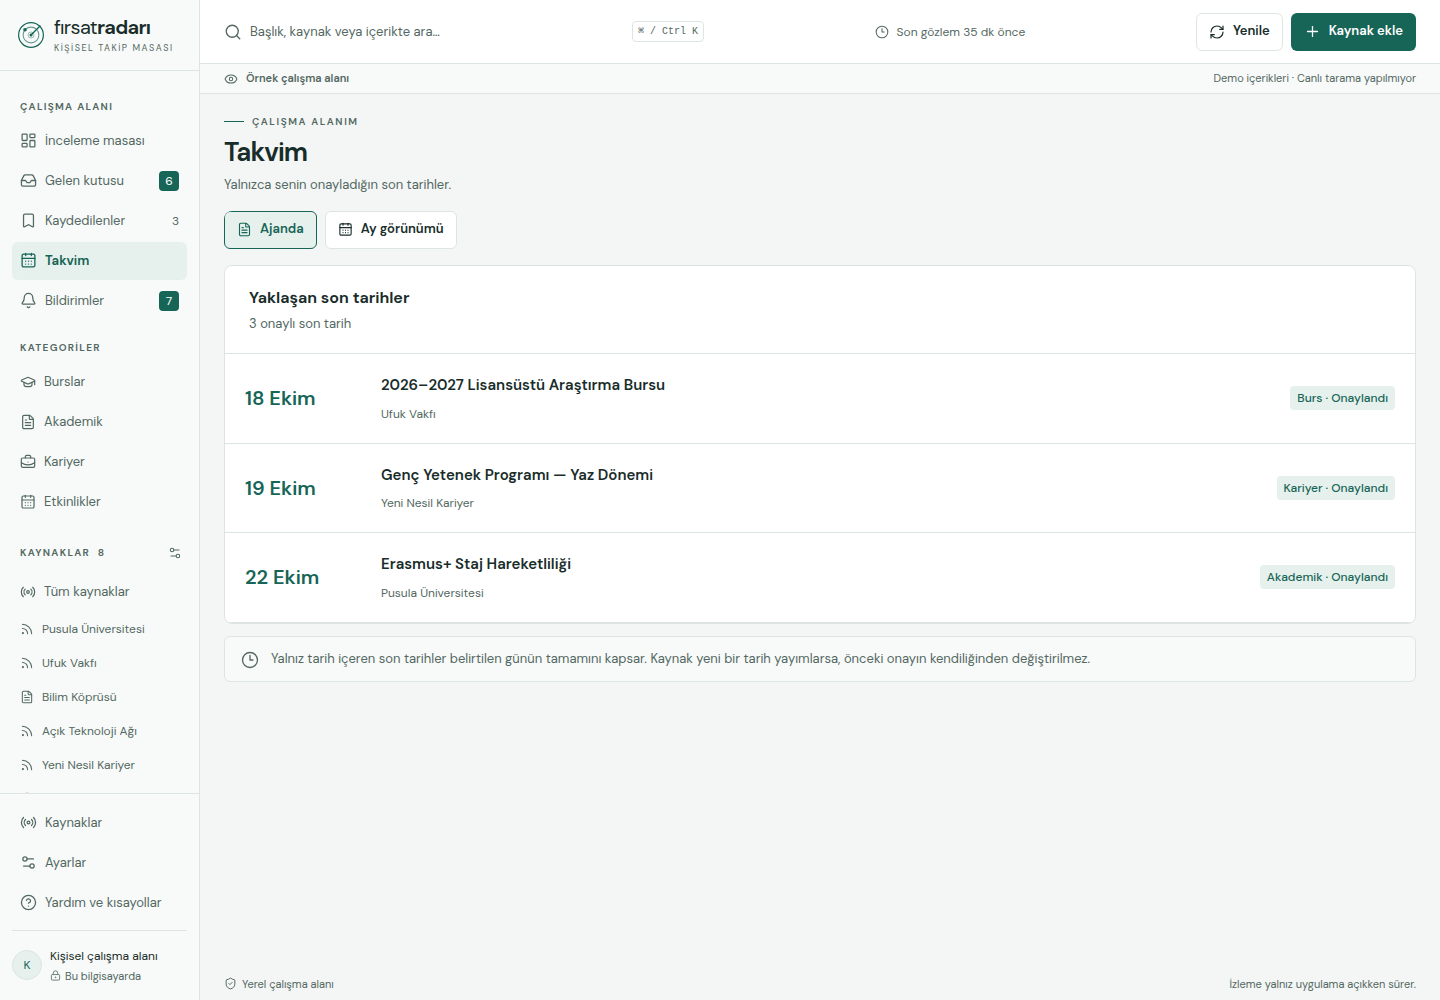 fırsatradarı
KİŞİSEL TAKİP MASASI
Başlık, kaynak veya içerikte ara...
⌘ / Ctrl K
Son gözlem 35 dk önce
Yenile
Kaynak ekle
Örnek çalışma alanı
Demo içerikleri · Canlı tarama yapılmıyor
ÇALIŞMA ALANI
İnceleme masası
Gelen kutusu 6
Kaydedilenler 3
Takvim
Bildirimler 7
KATEGORİLER
Burslar
Akademik
Kariyer
Etkinlikler
KAYNAKLAR 8
Tüm kaynaklar
Pusula Üniversitesi
Ufuk Vakfı
Bilim Köprüsü
Açık Teknoloji Ağı
Yeni Nesil Kariyer
Kaynaklar
Ayarlar
Yardım ve kısayollar
K
Kişisel çalışma alanı
Bu bilgisayarda
ÇALIŞMA ALANIM
Takvim
Yalnızca senin onayladığın son tarihler.
Ajanda
Ay görünümü
Yaklaşan son tarihler
3 onaylı son tarih
18 Ekim
2026–2027 Lisansüstü Araştırma Bursu
Ufuk Vakfı
Burs · Onaylandı
19 Ekim
Genç Yetenek Programı — Yaz Dönemi
Yeni Nesil Kariyer
Kariyer · Onaylandı
22 Ekim
Erasmus+ Staj Hareketliliği
Pusula Üniversitesi
Akademik · Onaylandı
Yalnız tarih içeren son tarihler belirtilen günün tamamını kapsar. Kaynak yeni bir tarih yayımlarsa, önceki onayın kendiliğinden değiştirilmez.
Yerel çalışma alanı
İzleme yalnız uygulama açıkken sürer.